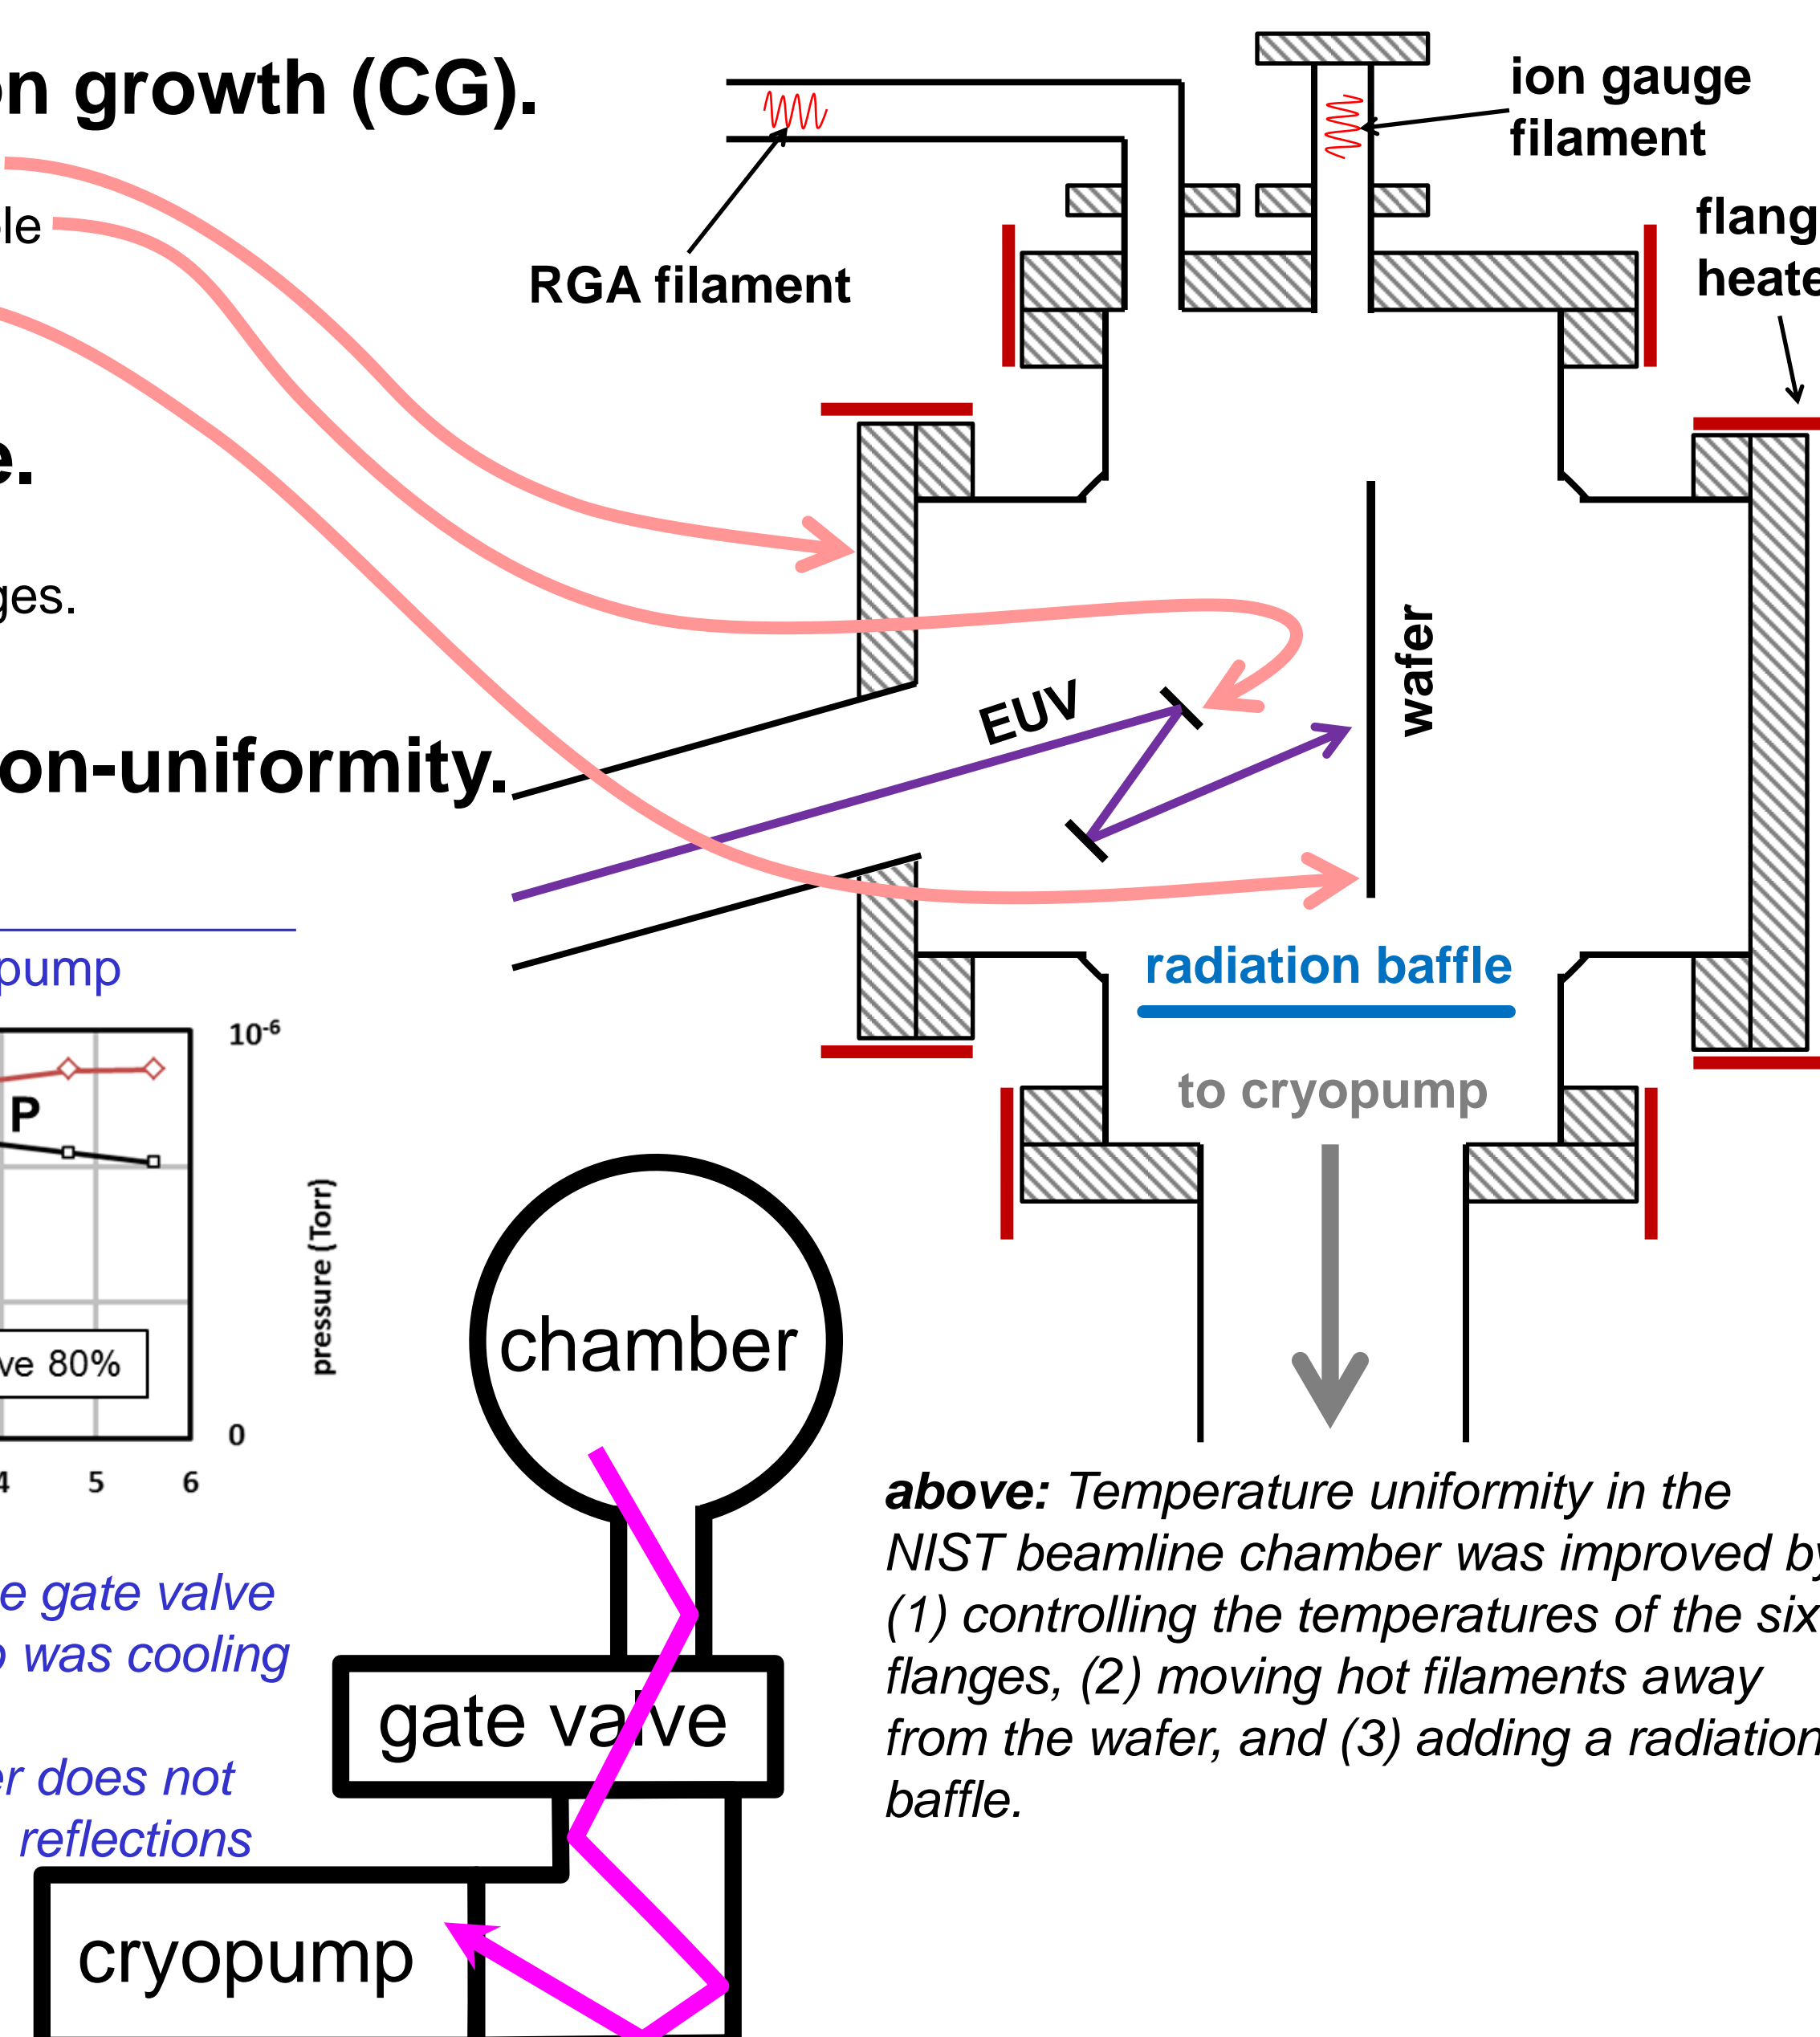 on growth (CG).
ole
e.
ges.
on-uniformity.
RGA filament
ion gauge
filament
flang
heate
EUV
wafer
radiation baffle
to cryopump
pump
10-6
P
pressure (Torr)
ve 80%
0
4
5
6
e gate valve
was cooling
er does not
reflections
chamber
gate valve
cryopump
above: Temperature uniformity in the
NIST beamline chamber was improved by
(1) controlling the temperatures of the six
flanges, (2) moving hot filaments away
from the wafer, and (3) adding a radiation
baffle.